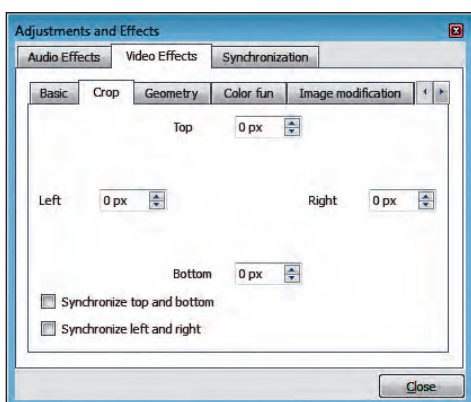 Adjustments and Effects
Audio Effects Video Effects Synchronization
Basic Crop Geometry Color fun Image modification
Top 0 px
Left 0 px Right 0 px
Bottom 0 px
Synchronize top and bottom
Synchronize left and right
Close